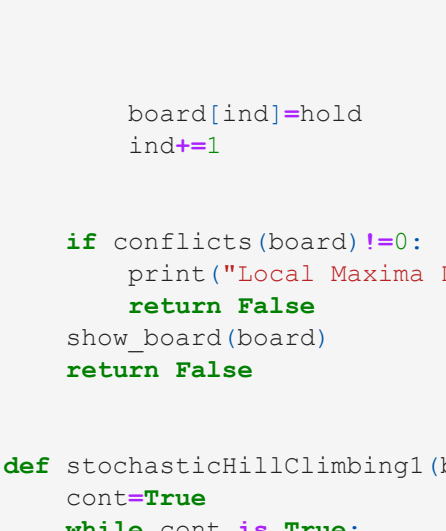 board[ind]=hold
ind+=1
if conflicts(board)!=0:
print("Local Maxima
return False
show_board(board)
return False
def stochasticHillClimbing1(
cont=True
while cont is True: